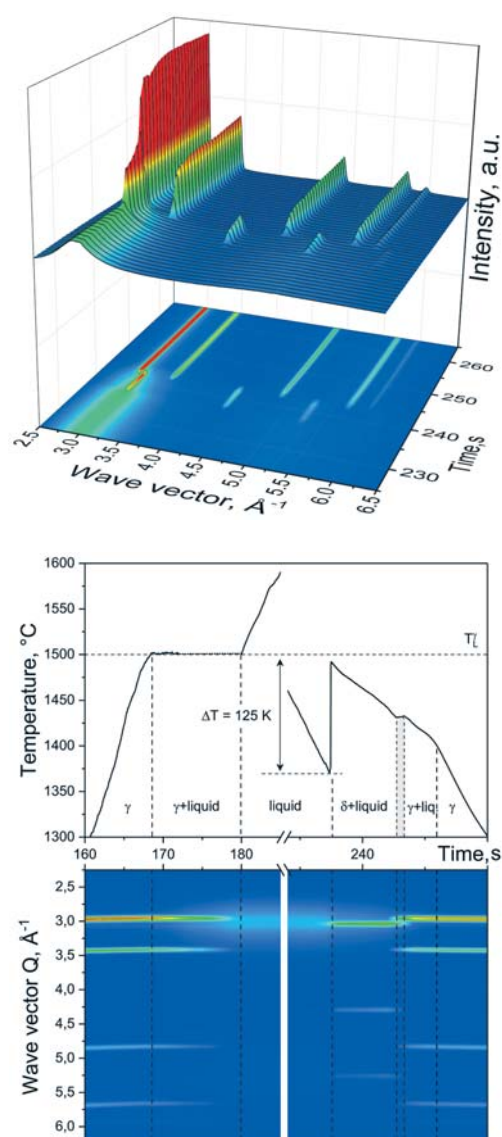 Intensity, a.u.
2.5
3.0
3.5
4.0
4.5
5.0
5.5
6.0
6.5
Wave vector, Å⁻¹
230
240
250
260
Time,s
1600
1550
1500
1450
1400
1300
Temperature, °C
Tℓ
ΔT = 125 K
γ
γ+liquid
liquid
δ+liquid
γ+liq
γ
160
170
180
240
Time,s
2,5
3,0
3.5
4.0
4.5
5.0
5.5
6.0
Wave vector Q, Å⁻¹